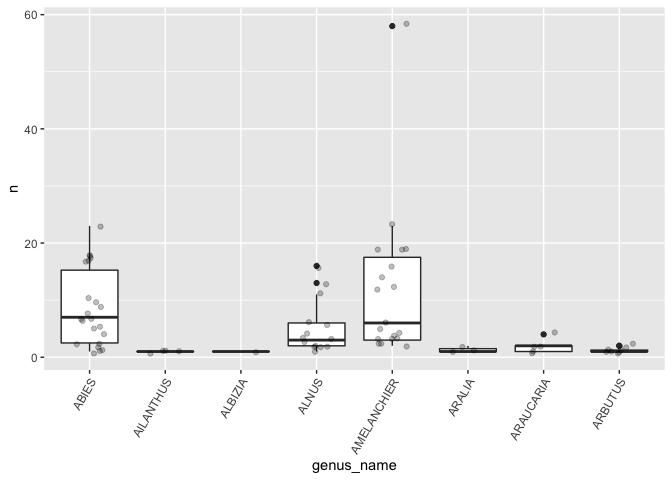 60
40
20
0
n
ABIES
AILANTHUS
ALBIZIA
ALNUS
AMELANCHIER
ARALIA
ARAUCARIA
ARBUTUS
genus_name